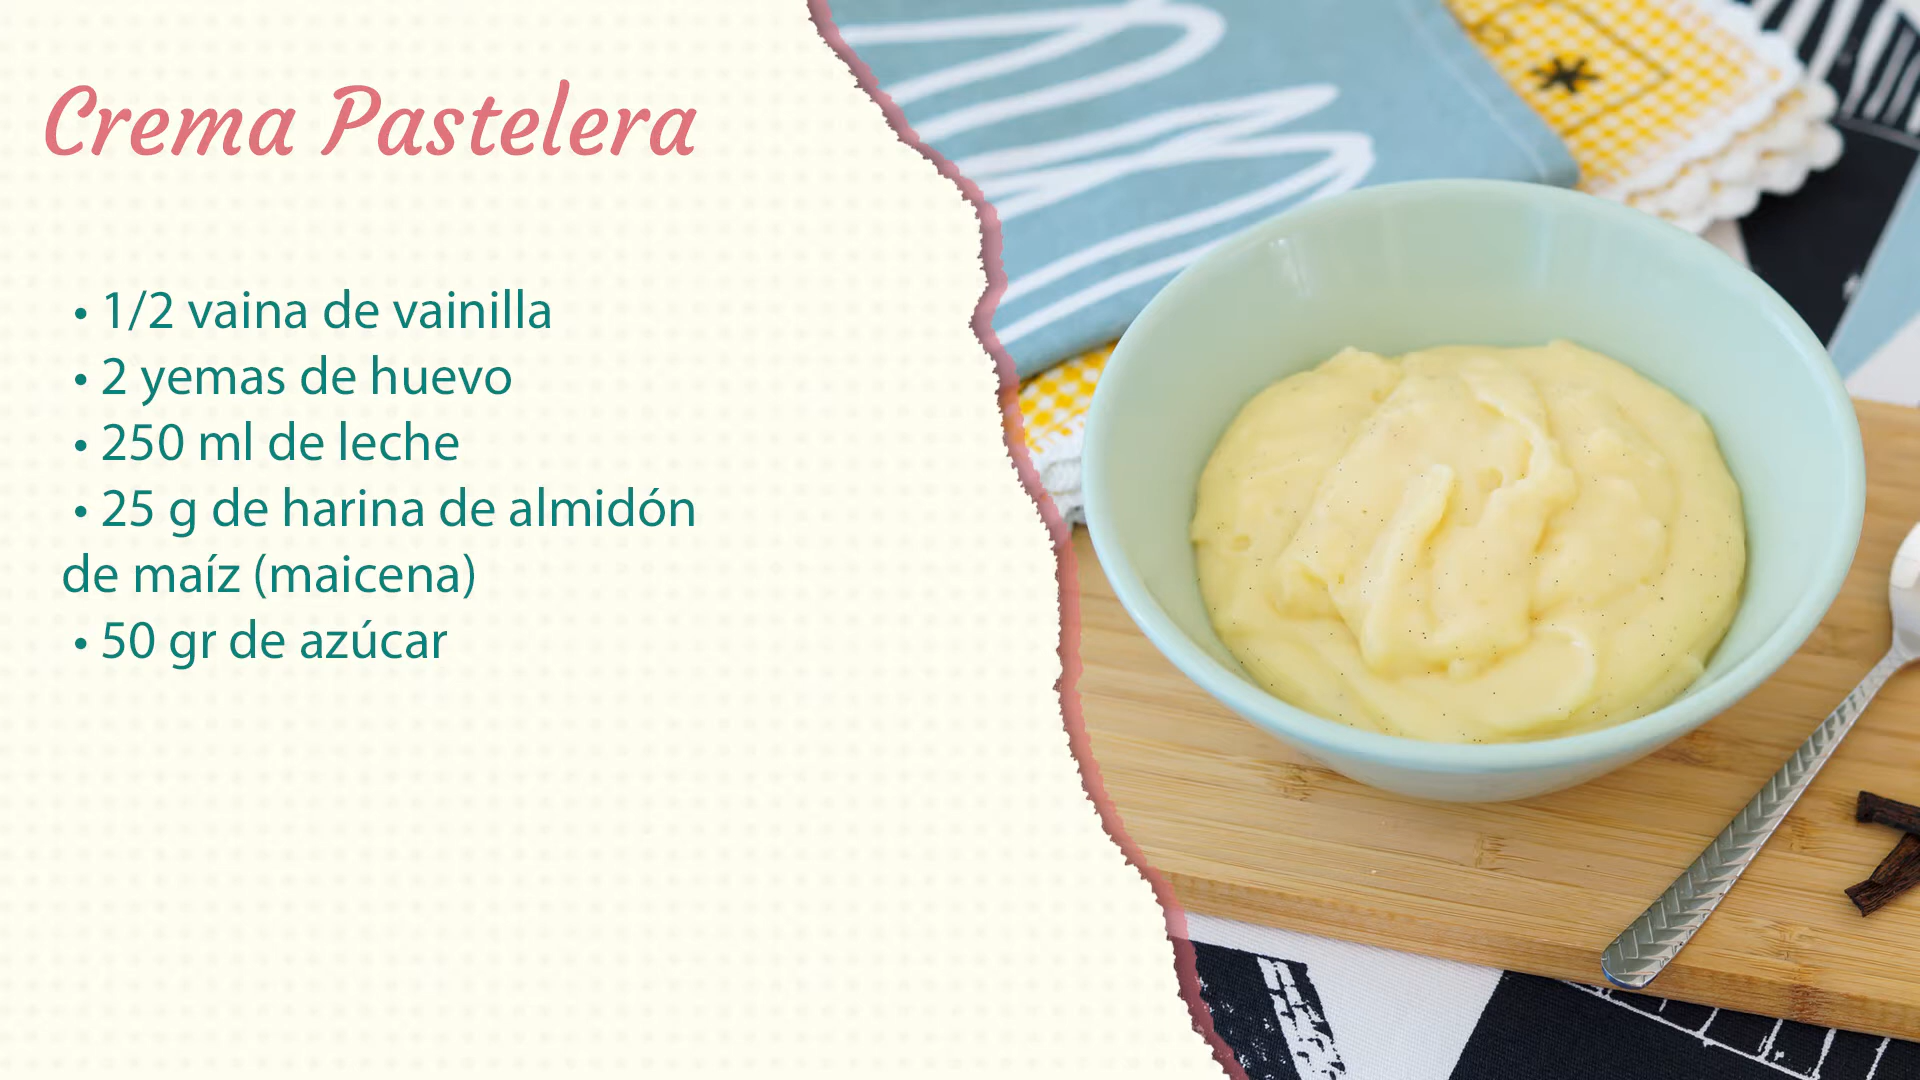 Crema Pastelera
• 1/2 vaina de vainilla
• 2 yemas de huevo
• 250 ml de leche
• 25 g de harina de almidón
de maíz (maicena)
• 50 gr de azúcar